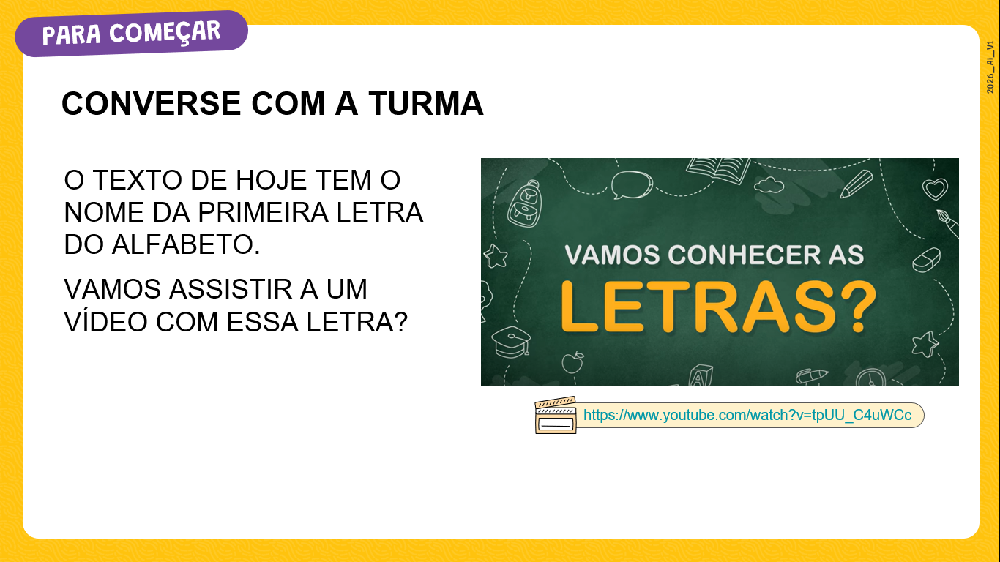 PARA COMEÇAR
2026_AI_V1
CONVERSE COM A TURMA
O TEXTO DE HOJE TEM O
NOME DA PRIMEIRA LETRA
DO ALFABETO.
VAMOS ASSISTIR A UM
VÍDEO COM ESSA LETRA?
VAMOS CONHECER AS
LETRAS?
A
https://www.youtube.com/watch?v=tpUU_C4uWCc